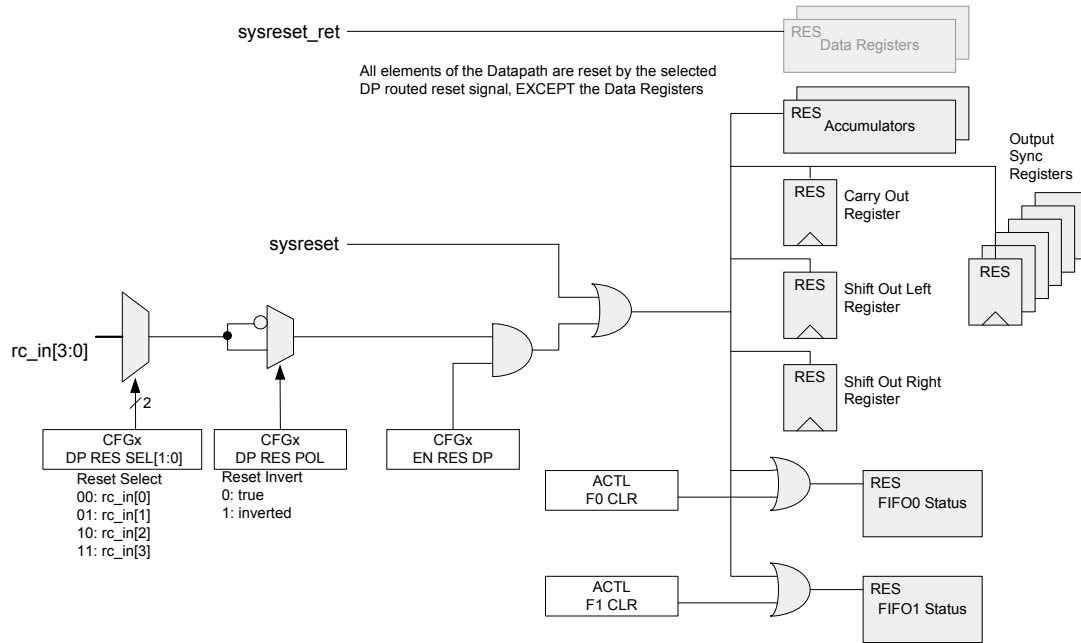 sysreset_ret
RES
Data Registers
All elements of the Datapath are reset by the selected
DP routed reset signal, EXCEPT the Data Registers
RES
Accumulators
Output
Sync
Registers
RES
Carry Out
Register
sysreset
RES
RES
Shift Out Left
Register
rc_in[3:0]
RES
Shift Out Right
Register
2
CFGx
DP RES SEL[1:0]
CFGx
DP RES POL
CFGx
EN RES DP
Reset Select
00: rc_in[0]
01: rc_in[1]
10: rc_in[2]
11: rc_in[3]
Reset Invert
0: true
1: inverted
ACTL
F0 CLR
RES
FIFO0 Status
ACTL
F1 CLR
RES
FIFO1 Status